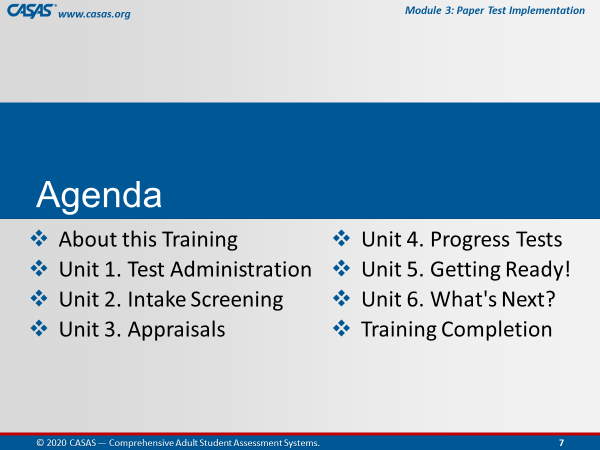 CASAS® www.casas.org
Module 3: Paper Test Implementation
Agenda
About this Training
Unit 1. Test Administration
Unit 2. Intake Screening
Unit 3. Appraisals
Unit 4. Progress Tests
Unit 5. Getting Ready!
Unit 6. What's Next?
Training Completion
© 2020 CASAS — Comprehensive Adult Student Assessment Systems.
7